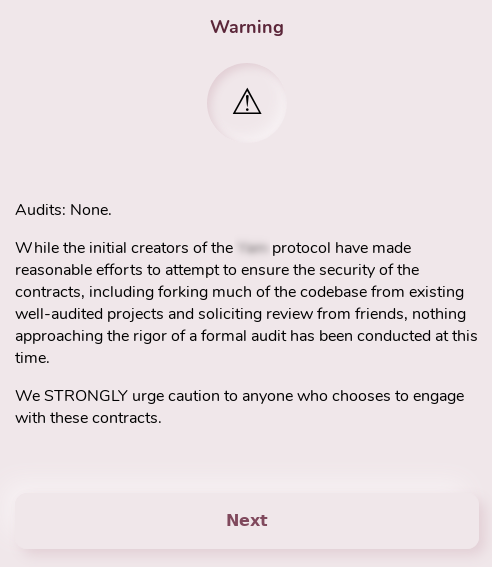 Warning
Audits: None.
While the initial creators of the protocol have made
reasonable efforts to attempt to ensure the security of the
contracts, including forking much of the codebase from existing
well-audited projects and soliciting review from friends, nothing
approaching the rigor of a formal audit has been conducted at this
time.
We STRONGLY urge caution to anyone who chooses to engage
with these contracts.
Next